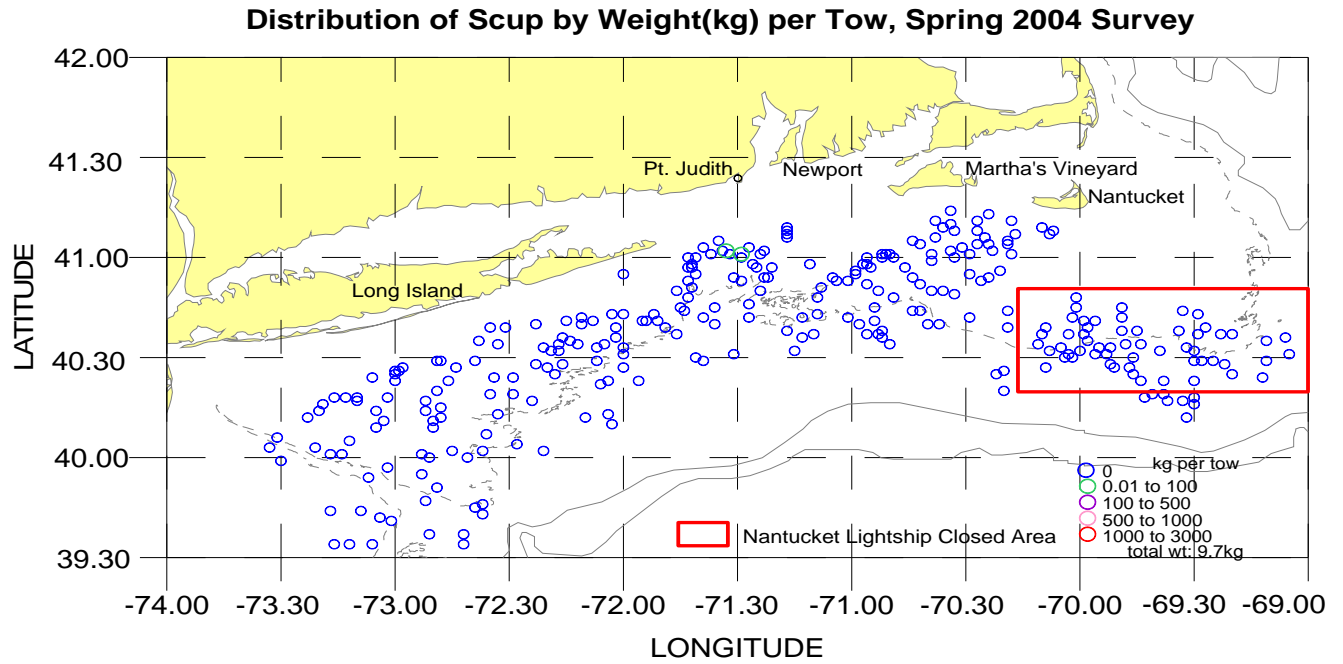 Distribution of Scup by Weight(kg) per Tow, Spring 2004 Survey
42.00
41.30
41.00
40.30
40.00
39.30
LATITUDE
Pt. Judith
Newport
Martha's Vineyard
Nantucket
Long Island
kg per tow
0
0.01 to 100
100 to 500
500 to 1000
1000 to 3000
total wt: 9.7kg
Nantucket Lightship Closed Area
-74.00 -73.30 -73.00 -72.30 -72.00 -71.30 -71.00 -70.30 -70.00 -69.30 -69.00
LONGITUDE